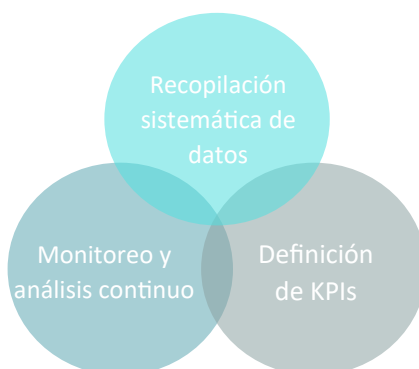 Recopilación
sistemática de
datos
Monitoreo y
análisis continuo
Definición
de KPIs